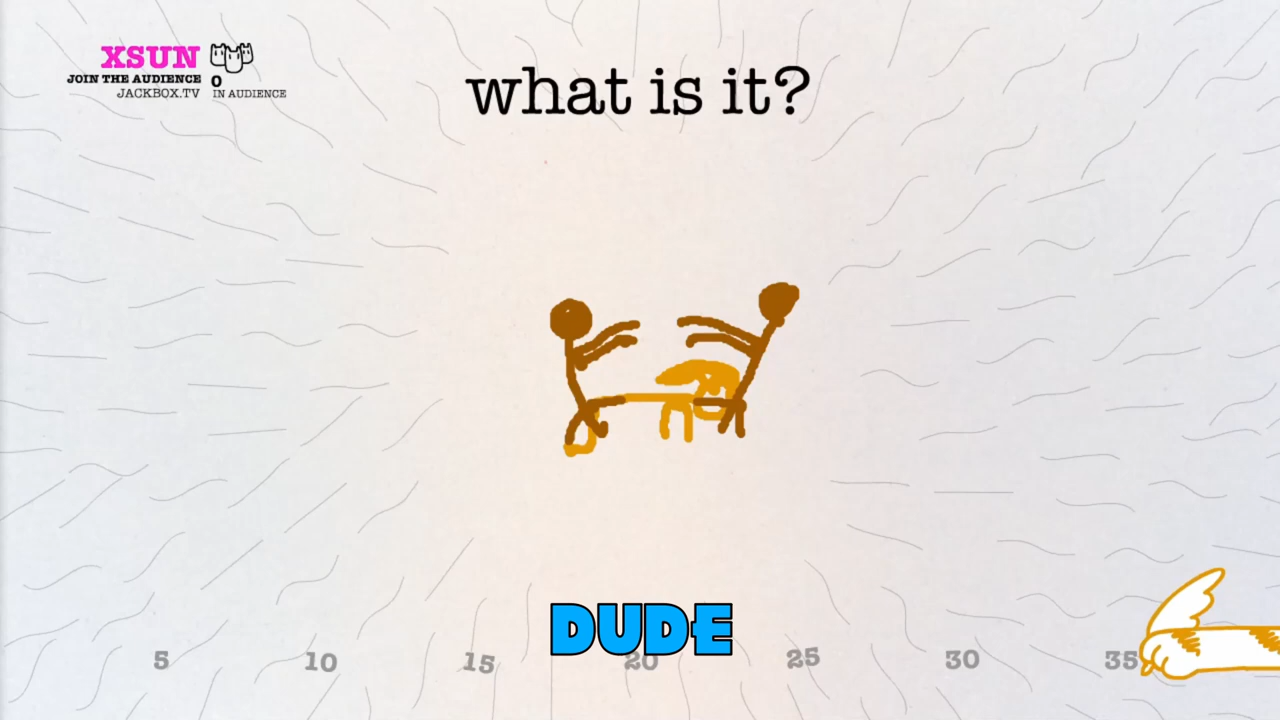 XSUN
JOIN THE AUDIENCE
JACKBOX.TV
0
IN AUDIENCE
what is it?
DUDE
5 10 15 20 25 30 35